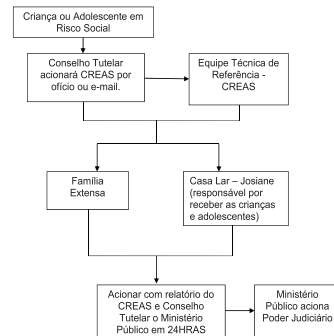 Criança ou Adolescente em
Risco Social
Conselho Tutelar
acionará CREAS por
ofício ou e-mail.
Equipe Técnica de
Referência -
CREAS
Família
Extensa
Casa Lar – Josiane
(responsável por
receber as crianças
e adolescentes)
Acionar com relatório do
CREAS e Conselho
Tutelar o Ministério
Público em 24HRAS
Ministério
Público aciona
Poder Judiciário